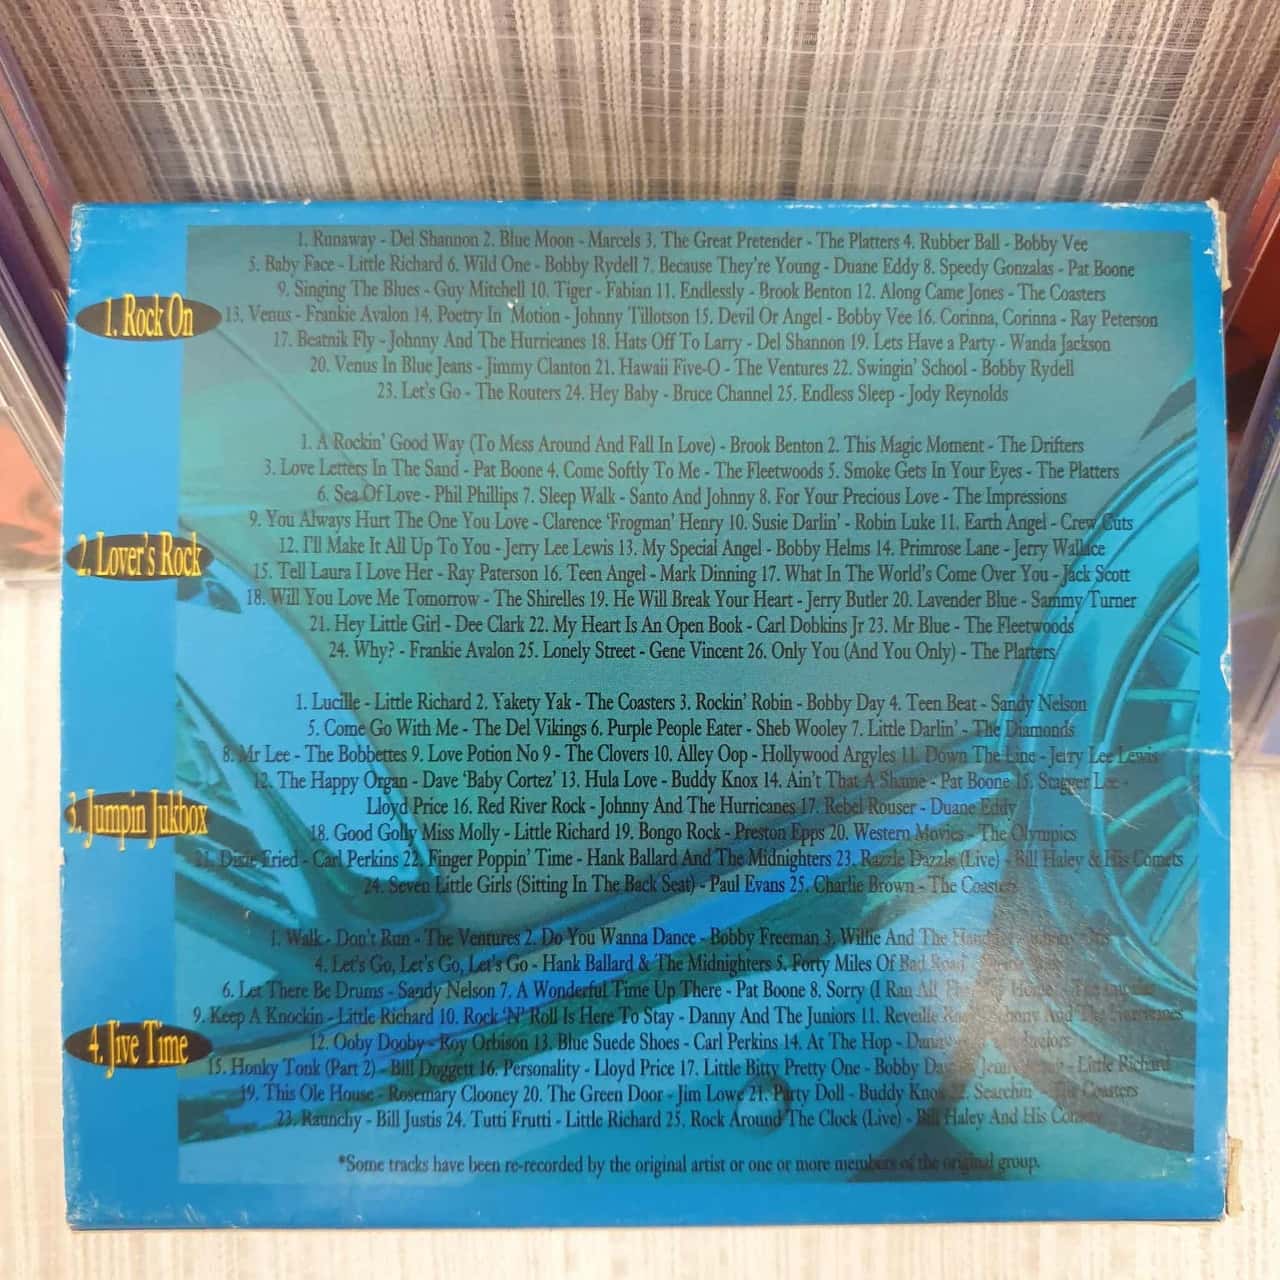 1. Rock On
1. Runaway - Del Shannon 2. Blue Moon - Marcels 3. The Great Pretender - The Platters 4. Rubber Ball - Bobby Vee
5. Baby Face - Little Richard 6. Wild One - Bobby Rydell 7. Because They're Young - Duane Eddy 8. Speedy Gonzalas - Pat Boone
9. Singing The Blues - Guy Mitchell 10. Tiger - Fabian 11. Endlessly - Brook Benton 12. Along Came Jones - The Coasters
13. Venus - Frankie Avalon 14. Poetry In Motion - Johnny Tillotson 15. Devil Or Angel - Bobby Vee 16. Corinna, Corinna - Ray Peterson
17. Beatnik Fly - Johnny And The Hurricanes 18. Hats Off To Larry - Del Shannon 19. Lets Have a Party - Wanda Jackson
20. Venus In Blue Jeans - Jimmy Clanton 21. Hawaii Five-O - The Ventures 22. Swingin' School - Bobby Rydell
23. Let's Go - The Routers 24. Hey Baby - Bruce Channel 25. Endless Sleep - Jody Reynolds
2. Lover's Rock
1. A Rockin' Good Way (To Mess Around And Fall In Love) - Brook Benton 2. This Magic Moment - The Drifters
3. Love Letters In The Sand - Pat Boone 4. Come Softly To Me - The Fleetwoods 5. Smoke Gets In Your Eyes - The Platters
6. Sea Of Love - Phil Phillips 7. Sleep Walk - Santo And Johnny 8. For Your Precious Love - The Impressions
9. You Always Hurt The One You Love - Clarence 'Frogman' Henry 10. Susie Darlin' - Robin Luke 11. Earth Angel - Crew Cuts
12. I'll Make It All Up To You - Jerry Lee Lewis 13. My Special Angel - Bobby Helms 14. Primrose Lane - Jerry Wallace
15. Tell Laura I Love Her - Ray Paterson 16. Teen Angel - Mark Dinning 17. What In The World's Come Over You - Jack Scott
18. Will You Love Me Tomorrow - The Shirelles 19. He Will Break Your Heart - Jerry Butler 20. Lavender Blue - Sammy Turner
21. Hey Little Girl - Dee Clark 22. My Heart Is An Open Book - Carl Dobkins Jr 23. Mr Blue - The Fleetwoods
24. Why? - Frankie Avalon 25. Lonely Street - Gene Vincent 26. Only You (And You Only) - The Platters
3. Jumpin Jukbox
1. Lucille - Little Richard 2. Yakety Yak - The Coasters 3. Rockin' Robin - Bobby Day 4. Teen Beat - Sandy Nelson
5. Come Go With Me - The Del Vikings 6. Purple People Eater - Sheb Wooley 7. Little Darlin' - The Diamonds
8. Mr Lee - The Bobbettes 9. Love Potion No 9 - The Clovers 10. Alley Oop - Hollywood Argyles 11. Down The Line - Jerry Lee Lewis
12. The Happy Organ - Dave 'Baby Cortez' 13. Hula Love - Buddy Knox 14. Ain't That A Shame - Pat Boone 15. Stagger Lee -
Lloyd Price 16. Red River Rock - Johnny And The Hurricanes 17. Rebel Rouser - Duane Eddy
18. Good Golly Miss Molly - Little Richard 19. Bongo Rock - Preston Epps 20. Western Movies - The Olympics
21. Dixie Fried - Carl Perkins 22. Finger Poppin' Time - Hank Ballard And The Midnighters 23. Razzle Dazzle (Live) - Bill Haley & His Comets
24. Seven Little Girls (Sitting In The Back Seat) - Paul Evans 25. Charlie Brown - The Coasters
4. Jive Time
1. Walk - Don't Run - The Ventures 2. Do You Wanna Dance - Bobby Freeman 3. Willie And The
4. Let's Go, Let's Go, Let's Go - Hank Ballard & The Midnighters 5. Forty Miles Of Bad Road
6. Let There Be Drums - Sandy Nelson 7. A Wonderful Time Up There - Pat Boone 8. Sorry (I Ran All
9. Keep A Knockin - Little Richard 10. Rock 'N' Roll Is Here To Stay - Danny And The Juniors 11. Reveille Rock - Johnny And The Hurricanes
12. Ooby Dooby - Roy Orbison 13. Blue Suede Shoes - Carl Perkins 14. At The Hop -
15. Honky Tonk (Part 2) - Bill Doggett 16. Personality - Lloyd Price 17. Little Bitty Pretty One - Bobby Day - Little Richard
19. This Ole House - Rosemary Clooney 20. The Green Door - Jim Lowe 21. Party Doll - Buddy Knox 22. Searchin' - The Coasters
23. Raunchy - Bill Justis 24. Tutti Frutti - Little Richard 25. Rock Around The Clock (Live) - Bill Haley And His Comets
*Some tracks have been re-recorded by the original artist or one or more members of the original group.